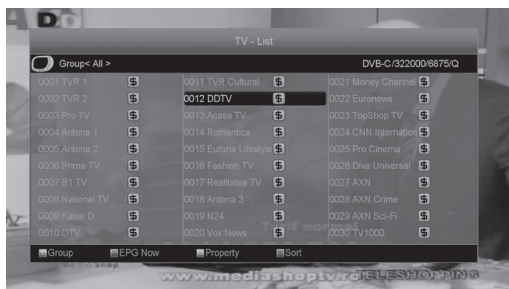 TV - List
Group< All >
DVB-C/322000/6875/Q
0001 TVR 1 $ 0011 TVR Cultural $ 0021 Money Channel $
0002 TVR 2 $ 0012 DDTV $ 0022 Euronews $
0003 Pro TV $ 0013 Acasa TV $ 0023 TopShop TV $
0004 Antena 1 $ 0014 Romantica $ 0024 CNN Internation $
0005 Antena 2 $ 0015 Euforia Lifestyle $ 0025 Pro Cinema $
0006 Prima TV $ 0016 Fashion TV $ 0026 Diva Universal $
0007 B1 TV $ 0017 Realitatea TV $ 0027 AXN $
0008 National TV $ 0018 Antena 3 $ 0028 AXN Crime $
0009 Kanal D $ 0019 N24 $ 0029 AXN Sci-Fi $
0010 OTV $ 0020 Vox News $ 0030 TV1000 $
Tarif normal
Group EPG Now Property Sort
www.mediashoptv.ro TELESHOPPING